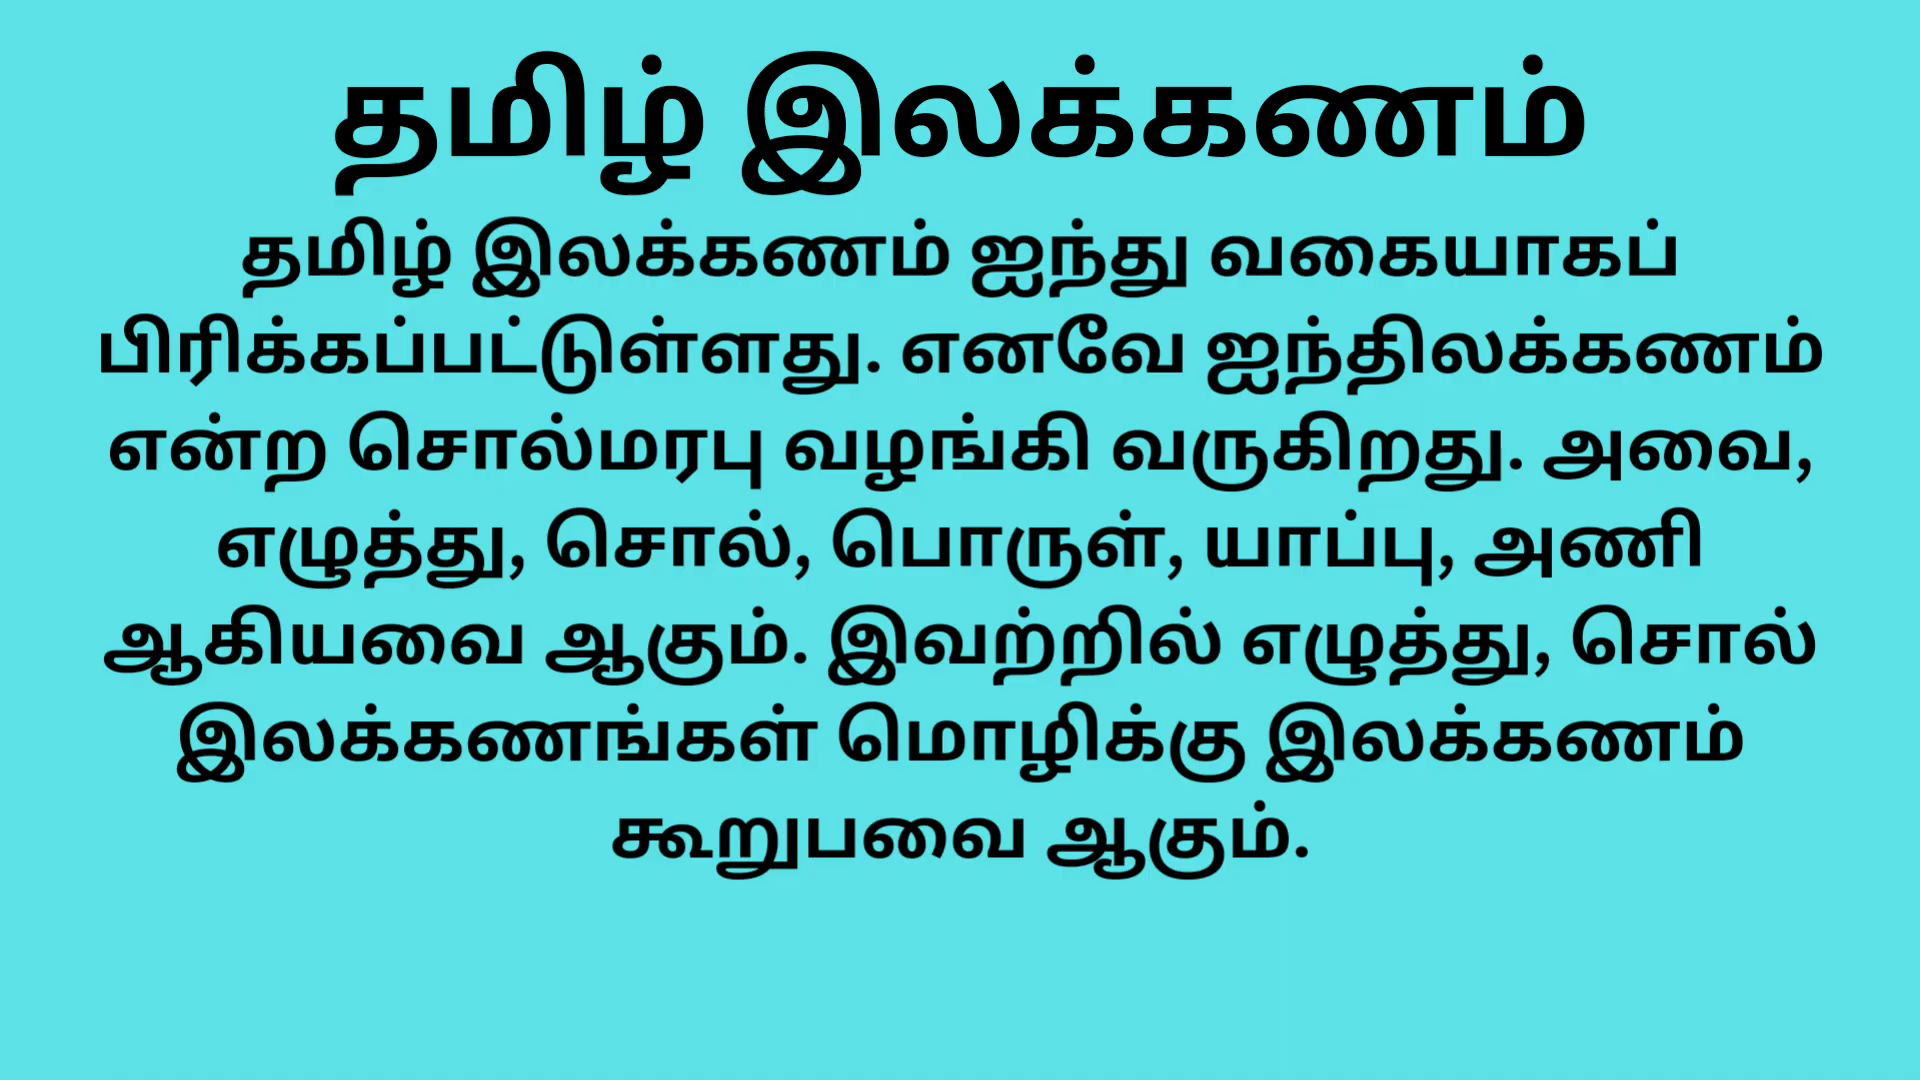 தமிழ் இலக்கணம்
தமிழ் இலக்கணம் ஐந்து வகையாகப்
பிரிக்கப்பட்டுள்ளது. எனவே ஐந்திலக்கணம்
என்ற சொல்மரபு வழங்கி வருகிறது. அவை,
எழுத்து, சொல், பொருள், யாப்பு, அணி
ஆகியவை ஆகும். இவற்றில் எழுத்து, சொல்
இலக்கணங்கள் மொழிக்கு இலக்கணம்
கூறுபவை ஆகும்.